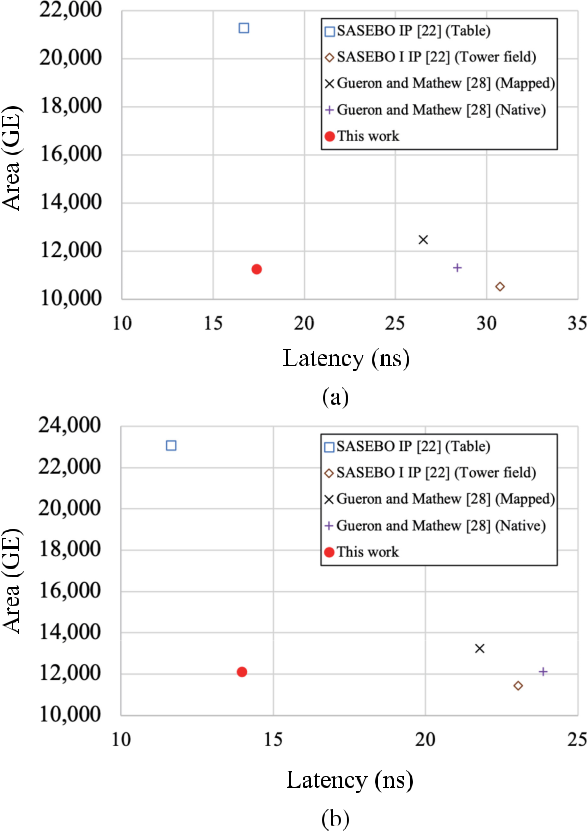 22,000
20,000
18,000
16,000
14,000
12,000
10,000
Area (GE)
SASEBO IP [22] (Table)
SASEBO I IP [22] (Tower field)
Gueron and Mathew [28] (Mapped)
Gueron and Mathew [28] (Native)
This work
10 15 20 25 30 35
Latency (ns)
(a)
24,000
22,000
20,000
18,000
16,000
14,000
12,000
10,000
Area (GE)
SASEBO IP [22] (Table)
SASEBO I IP [22] (Tower field)
Gueron and Mathew [28] (Mapped)
Gueron and Mathew [28] (Native)
This work
10 15 20 25
Latency (ns)
(b)